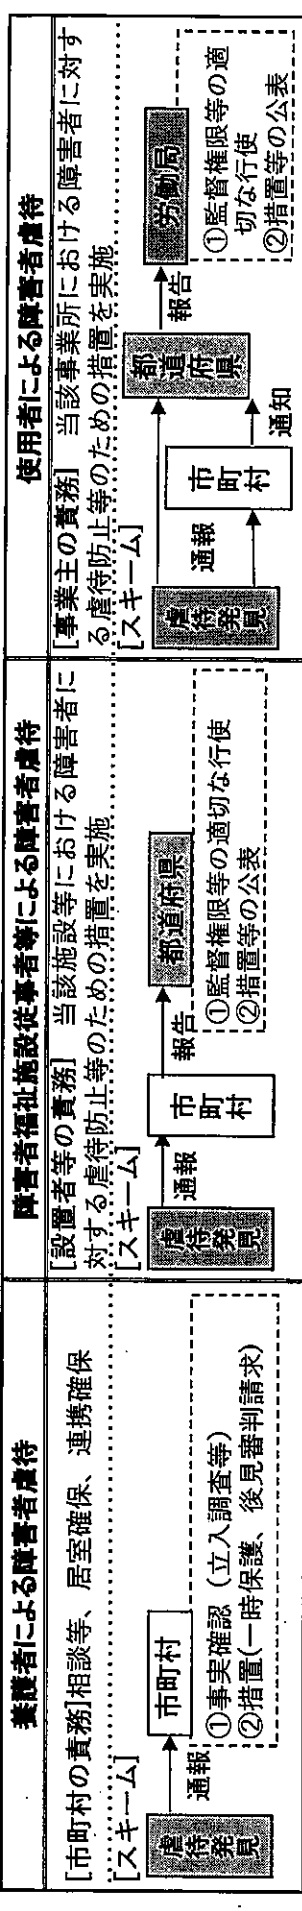 養護者による障害者虐待
[市町村の責務]相談等、居室確保、連携確保
[スキーム]
虐待発見
通報
市町村
①事実確認（立入調査等）
②措置(一時保護、後見審判請求)
障害者福祉施設従事者等による障害者虐待
[設置者等の責務]　当該施設等における障害者に
対する虐待防止等のための措置を実施
[スキーム]
虐待発見
通報
市町村
報告
都道府県
①監督権限等の適切な行使
②措置等の公表
使用者による障害者虐待
[事業主の責務]　当該事業所における障害者に対す
る虐待防止等のための措置を実施
[スキーム]
虐待発見
通報
市町村
通知
都道府県
報告
労働局
①監督権限等の適
切な行使
②措置等の公表